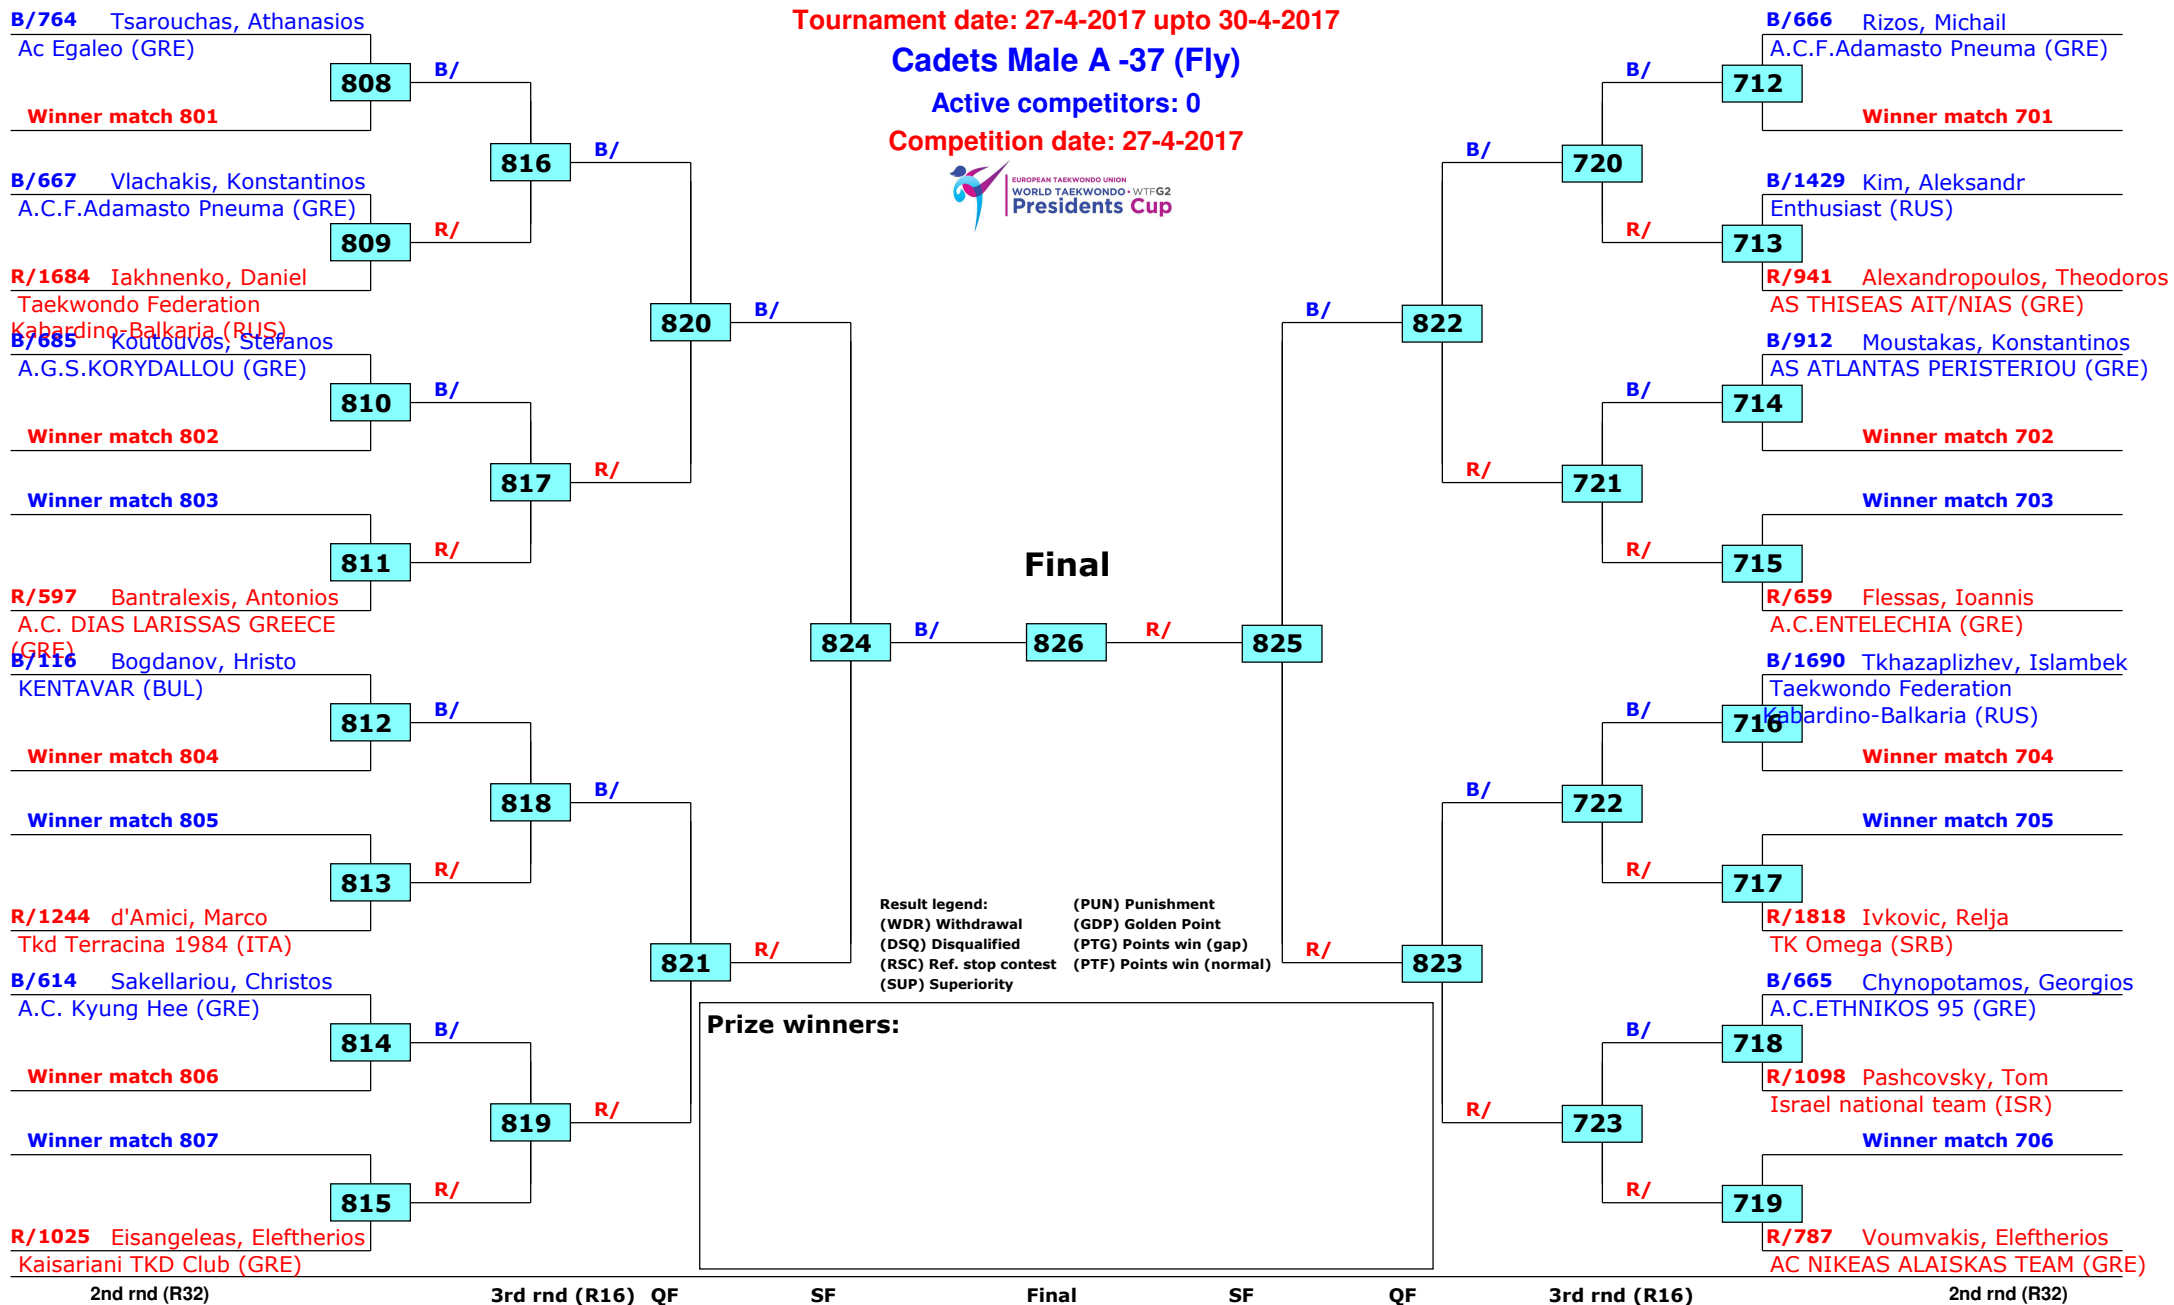 Tournament date: 27-4-2017 upto 30-4-2017
Cadets Male A -37 (Fly)
Active competitors: 0
Competition date: 27-4-2017
EUROPEAN TAEKWONDO UNION
WORLD TAEKWONDO • WTFG2
Presidents Cup
B/764 Tsarouchas, Athanasios
Ac Egaleo (GRE)
808
Winner match 801
B/667 Vlachakis, Konstantinos
A.C.F.Adamasto Pneuma (GRE)
809
R/1684 Iakhnenko, Daniel
Taekwondo Federation
Kabardino-Balkaria (RUS)
B/685 Koutouvos, Stefanos
A.G.S.KORYDALLOU (GRE)
810
Winner match 802
Winner match 803
811
R/597 Bantralexis, Antonios
A.C. DIAS LARISSAS GREECE
(GRE)
B/116 Bogdanov, Hristo
KENTAVAR (BUL)
812
Winner match 804
Winner match 805
813
R/1244 d'Amici, Marco
Tkd Terracina 1984 (ITA)
B/614 Sakellariou, Christos
A.C. Kyung Hee (GRE)
814
Winner match 806
Winner match 807
815
R/1025 Eisangeleas, Eleftherios
Kaisariani TKD Club (GRE)
B/
816
R/
B/
817
R/
B/
818
R/
B/
819
R/
B/
820
R/
B/
821
R/
B/
824
R/
Final
B/
826
R/
B/
825
R/
B/
822
R/
B/
823
R/
B/
720
R/
B/
721
R/
B/
722
R/
B/
723
R/
B/666 Rizos, Michail
A.C.F.Adamasto Pneuma (GRE)
712
Winner match 701
B/1429 Kim, Aleksandr
Enthusiast (RUS)
713
R/941 Alexandropoulos, Theodoros
AS THISEAS AIT/NIAS (GRE)
B/912 Moustakas, Konstantinos
AS ATLANTAS PERISTERIOU (GRE)
714
Winner match 702
Winner match 703
715
R/659 Flessas, Ioannis
A.C.ENTELECHIA (GRE)
B/1690 Tkhazaplizhev, Islambek
Taekwondo Federation
Kabardino-Balkaria (RUS)
716
Winner match 704
Winner match 705
717
R/1818 Ivkovic, Relja
TK Omega (SRB)
B/665 Chynopotamos, Georgios
A.C.ETHNIKOS 95 (GRE)
718
R/1098 Pashcovsky, Tom
Israel national team (ISR)
Winner match 706
719
R/787 Voumvakis, Eleftherios
AC NIKEAS ALAISKAS TEAM (GRE)
Result legend: (PUN) Punishment
(WDR) Withdrawal (GDP) Golden Point
(DSQ) Disqualified (PTG) Points win (gap)
(RSC) Ref. stop contest (PTF) Points win (normal)
(SUP) Superiority
Prize winners:
2nd rnd (R32) 3rd rnd (R16) QF SF Final SF QF 3rd rnd (R16) 2nd rnd (R32)